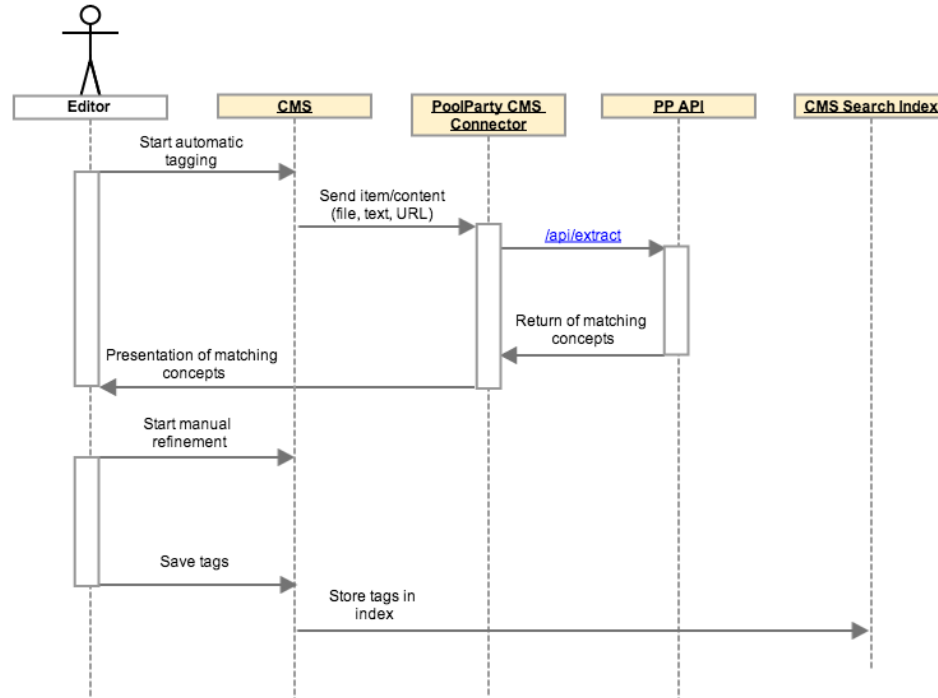 Editor
CMS
PoolParty CMS
Connector
PP API
CMS Search Index
Start automatic
tagging
Send item/content
(file, text, URL)
/api/extract
Return of matching
concepts
Presentation of matching
concepts
Start manual
refinement
Save tags
Store tags in
index